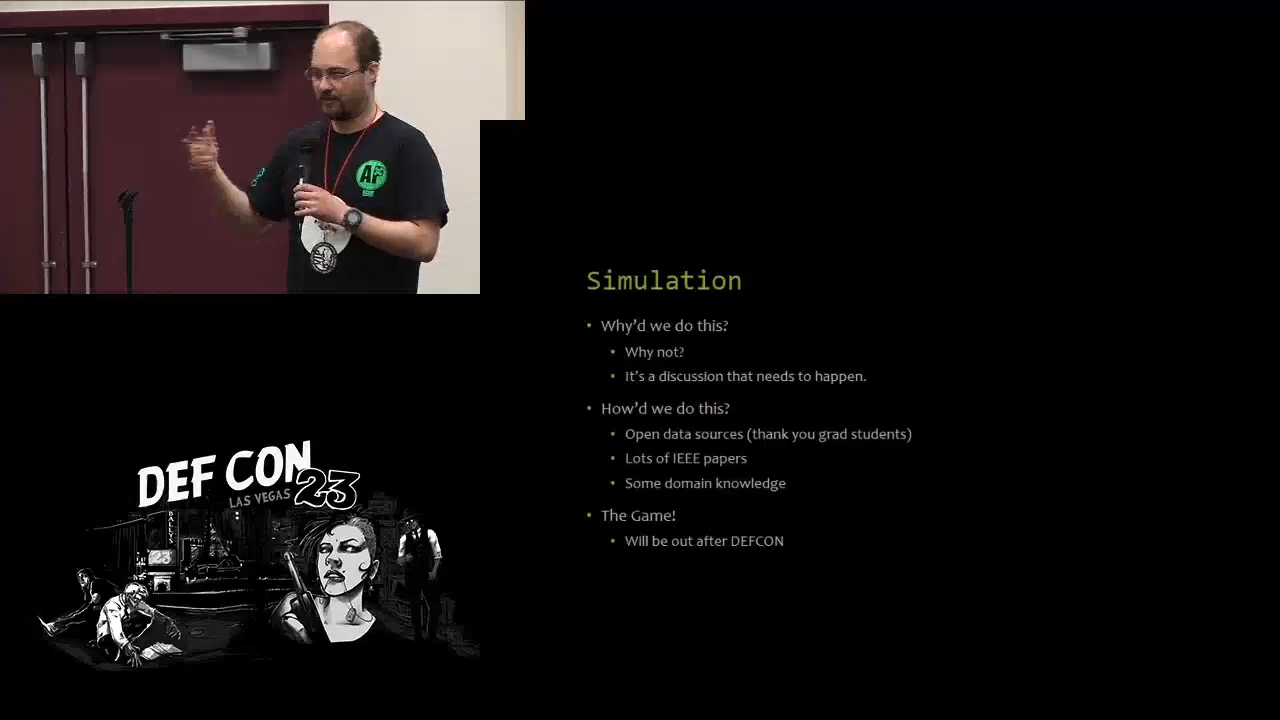 AF
Simulation
• Why'd we do this?
• Why not?
• It's a discussion that needs to happen.
• How'd we do this?
• Open data sources (thank you grad students)
• Lots of IEEE papers
• Some domain knowledge
• The Game!
• Will be out after DEFCON
DEF CON
LAS VEGAS 23
BALLYS